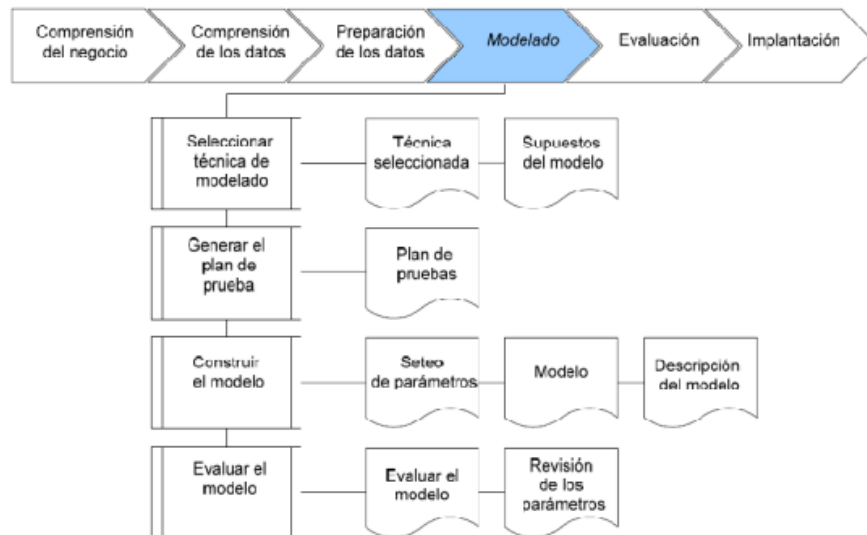 Comprensión
del negocio
Comprensión
de los datos
Preparación
de los datos
Modelado
Evaluación
Implantación
Seleccionar
técnica de
modelado
Técnica
seleccionada
Supuestos
del modelo
Generar el
plan de
prueba
Plan de
pruebas
Construir
el modelo
Seteo
de parámetros
Modelo
Descripción
del modelo
Evaluar el
modelo
Evaluar el
modelo
Revisión
de los
parámetros